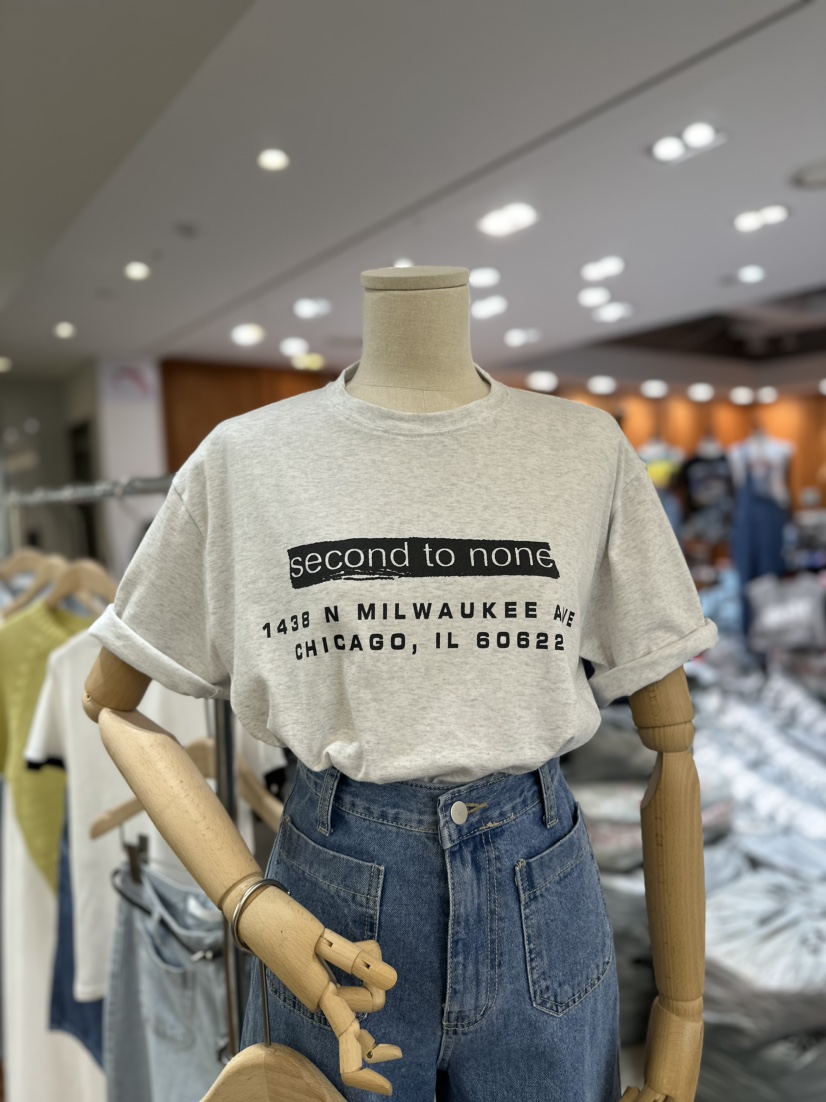 second to none
1438 N MILWAUKEE AVE
CHICAGO, IL 60622